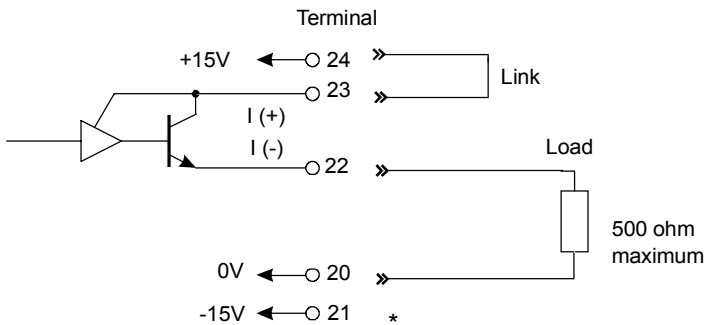 Terminal
+15V 24
23
Link
I (+)
I (-)
22
Load
500 ohm
maximum
0V 20
-15V 21 *